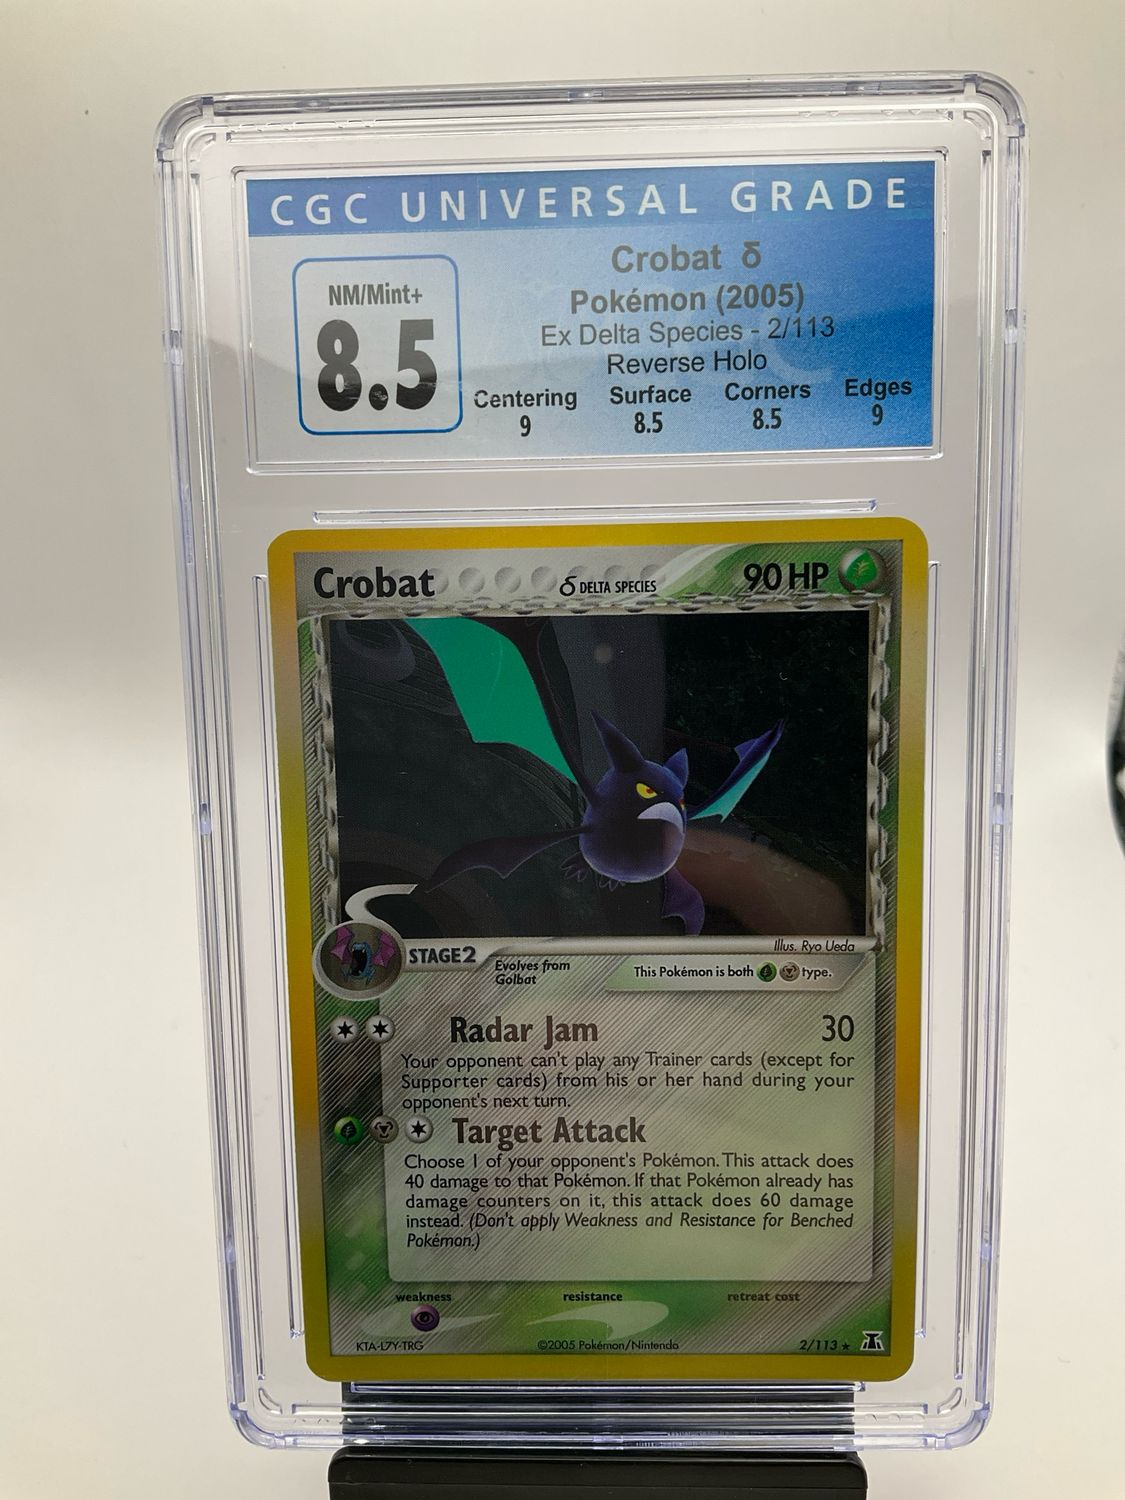 CGC UNIVERSAL GRADE
NM/Mint+
8.5
Crobat δ
Pokémon (2005)
Ex Delta Species - 2/113
Reverse Holo
Centering Surface Corners Edges
9 8.5 8.5 9
Crobat δ DELTA SPECIES 90 HP
Illus. Ryo Ueda
STAGE2
Evolves from
Golbat
This Pokémon is both type.
Radar Jam 30
Your opponent can't play any Trainer cards (except for
Supporter cards) from his or her hand during your
opponent's next turn.
Target Attack
Choose 1 of your opponent's Pokémon. This attack does
40 damage to that Pokémon. If that Pokémon already has
damage counters on it, this attack does 60 damage
instead. (Don't apply Weakness and Resistance for Benched
Pokémon.)
weakness resistance retreat cost
KTA-L7Y-TRG ©2005 Pokémon/Nintendo 2/113 ★